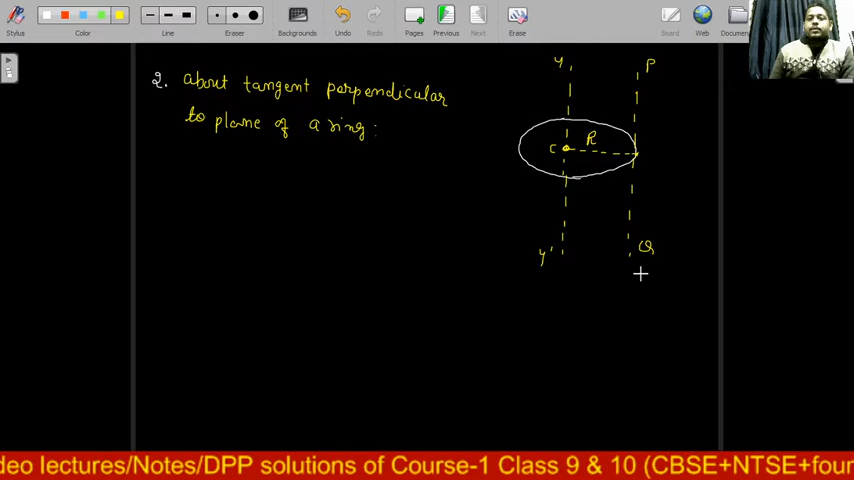 Stylus
Color
Line
Eraser
Backgrounds
Undo
Redo
Pages
Previous
Next
Erase
Board
Web
Documen
2. about tangent perpendicular
to plane of a ring:
y
P
C
R
y'
Q
deo lectures/Notes/DPP solutions of Course-1 Class 9 & 10 (CBSE+NTSE+four